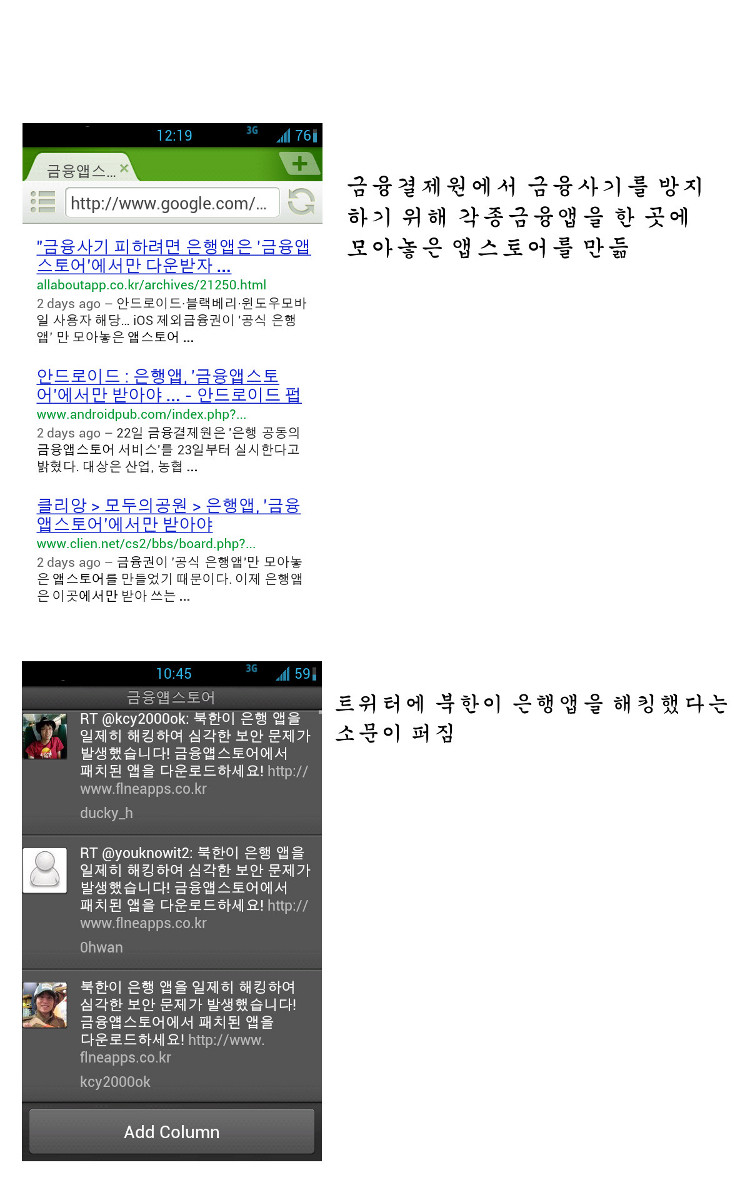 12:19 3G 76
금융앱스... ×
http://www.google.com/...
"금융사기 피하려면 은행앱은 '금융앱
스토어'에서만 다운받자 ...
allaboutapp.co.kr/archives/21250.html
2 days ago – 안드로이드·블랙베리·윈도우모바
일 사용자 해당... iOS 제외금융권이 '공식 은행
앱' 만 모아놓은 앱스토어 ...
안드로이드 : 은행앱, '금융앱스토
어'에서만 받아야 ... - 안드로이드 펍
www.androidpub.com/index.php?...
2 days ago – 22일 금융결제원은 '은행 공동의
금융앱스토어 서비스'를 23일부터 실시한다고
밝혔다. 대상은 산업, 농협 ...
클리앙 > 모두의공원 > 은행앱, '금융
앱스토어'에서만 받아야
www.clien.net/cs2/bbs/board.php?...
2 days ago – 금융권이 '공식 은행앱'만 모아놓
은 앱스토어를 만들었기 때문이다. 이제 은행앱
은 이곳에서만 받아 쓰는 ...
금융결제원에서 금융사기를 방지
하기 위해 각종금융앱을 한 곳에
모아놓은 앱스토어를 만듦
10:45 3G 59
금융앱스토어
RT @kcy2000ok: 북한이 은행 앱을
일제히 해킹하여 심각한 보안 문제가
발생했습니다! 금융앱스토어에서
패치된 앱을 다운로드하세요! http://
www.flneapps.co.kr
ducky_h
RT @youknowit2: 북한이 은행 앱을
일제히 해킹하여 심각한 보안 문제가
발생했습니다! 금융앱스토어에서
패치된 앱을 다운로드하세요! http://
www.flneapps.co.kr
0hwan
북한이 은행 앱을 일제히 해킹하여
심각한 보안 문제가 발생했습니다!
금융앱스토어에서 패치된 앱을
다운로드하세요! http://www.
flneapps.co.kr
kcy2000ok
Add Column
트위터에 북한이 은행앱을 해킹했다는
소문이 퍼짐